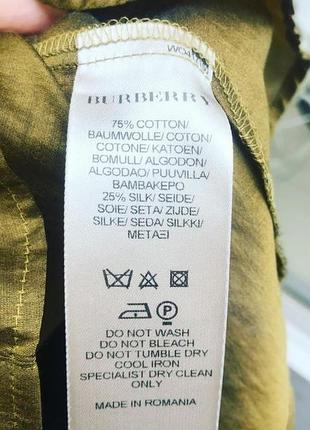 BURBERRY
75% COTTON/
BAUMWOLLE/ COTON/
COTONE/ KATOEN/
BOMULL/ ALGODON/
ALGODAO/ PUUVILLA/
BAMBAKEPO
25% SILK/ SEIDE/
SOIE/ SETA/ ZIJDE/
SILKE/ SEDA/ SILKKI/
ΜΕΤΑΞΙ
P
DO NOT WASH
DO NOT BLEACH
DO NOT TUMBLE DRY
COOL IRON
SPECIALIST DRY CLEAN
ONLY
MADE IN ROMANIA